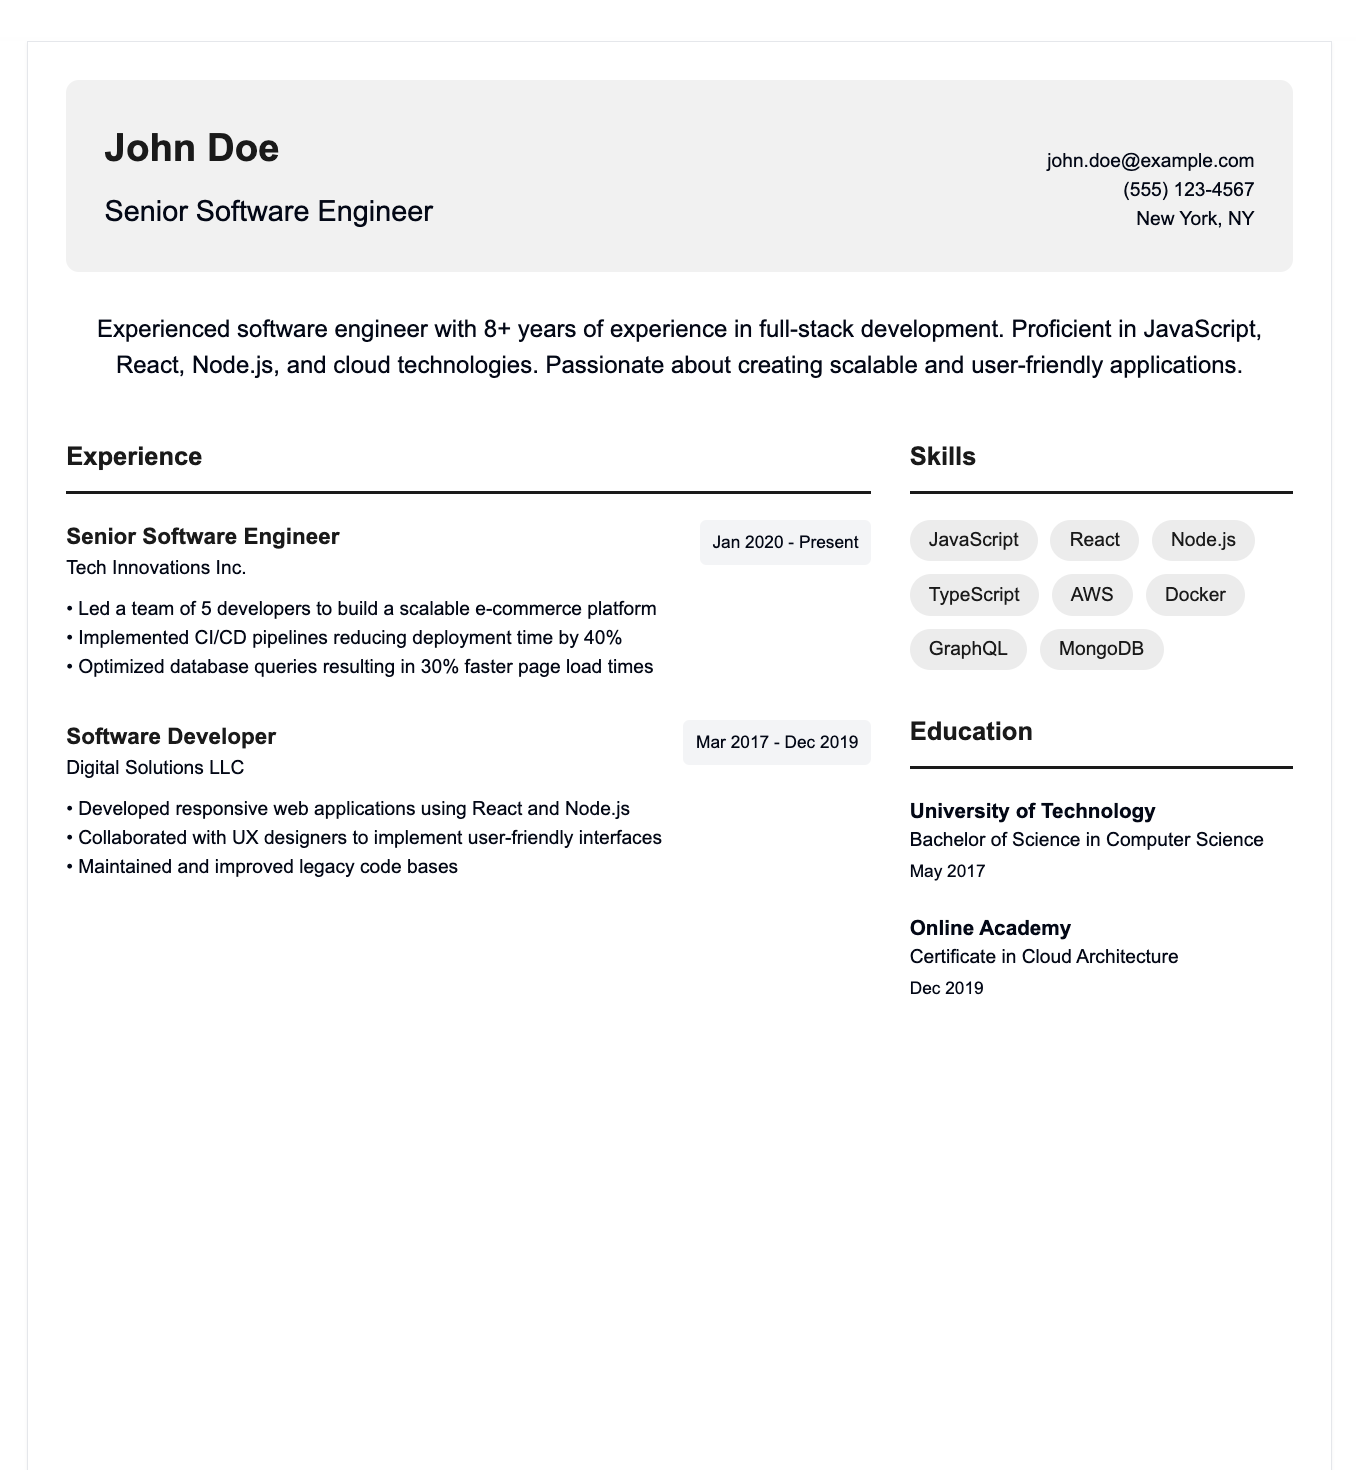 John Doe
Senior Software Engineer
john.doe@example.com
(555) 123-4567
New York, NY
Experienced software engineer with 8+ years of experience in full-stack development. Proficient in JavaScript,
React, Node.js, and cloud technologies. Passionate about creating scalable and user-friendly applications.
Experience
Senior Software Engineer
Jan 2020 - Present
Tech Innovations Inc.
• Led a team of 5 developers to build a scalable e-commerce platform
• Implemented CI/CD pipelines reducing deployment time by 40%
• Optimized database queries resulting in 30% faster page load times
Software Developer
Mar 2017 - Dec 2019
Digital Solutions LLC
• Developed responsive web applications using React and Node.js
• Collaborated with UX designers to implement user-friendly interfaces
• Maintained and improved legacy code bases
Skills
JavaScript React Node.js
TypeScript AWS Docker
GraphQL MongoDB
Education
University of Technology
Bachelor of Science in Computer Science
May 2017
Online Academy
Certificate in Cloud Architecture
Dec 2019